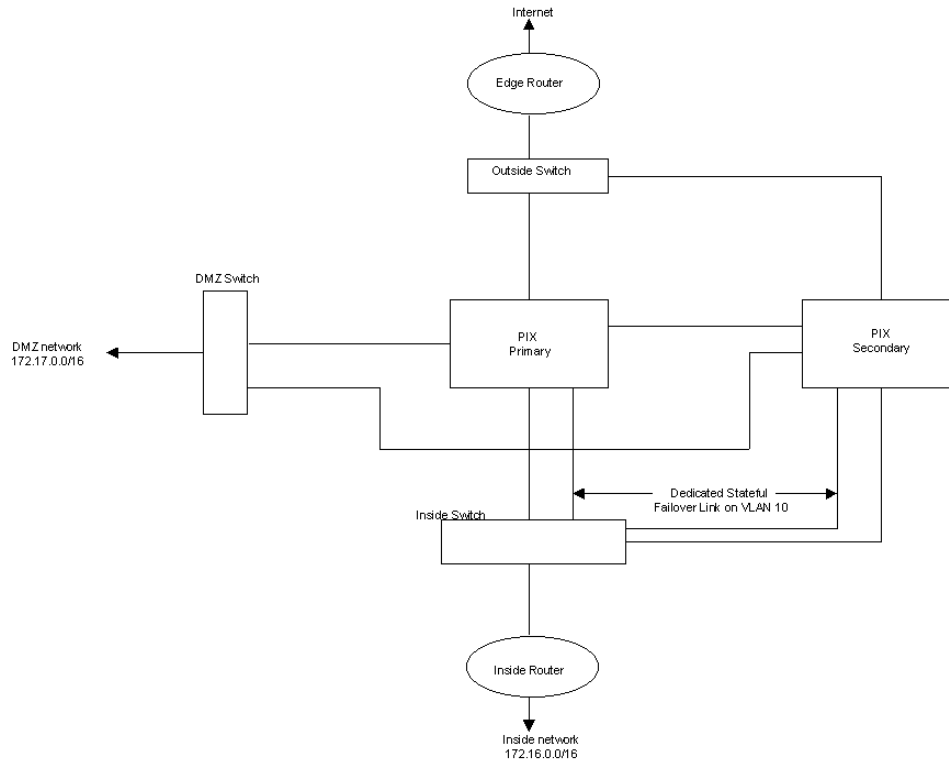 Internet
Edge Router
Outside Switch
DMZ Switch
PIX
Primary
PIX
Secondary
DMZ network
172.17.0.0/16
Dedicated Stateful
Failover Link on VLAN 10
Inside Switch
Inside Router
Inside network
172.16.0.0/16